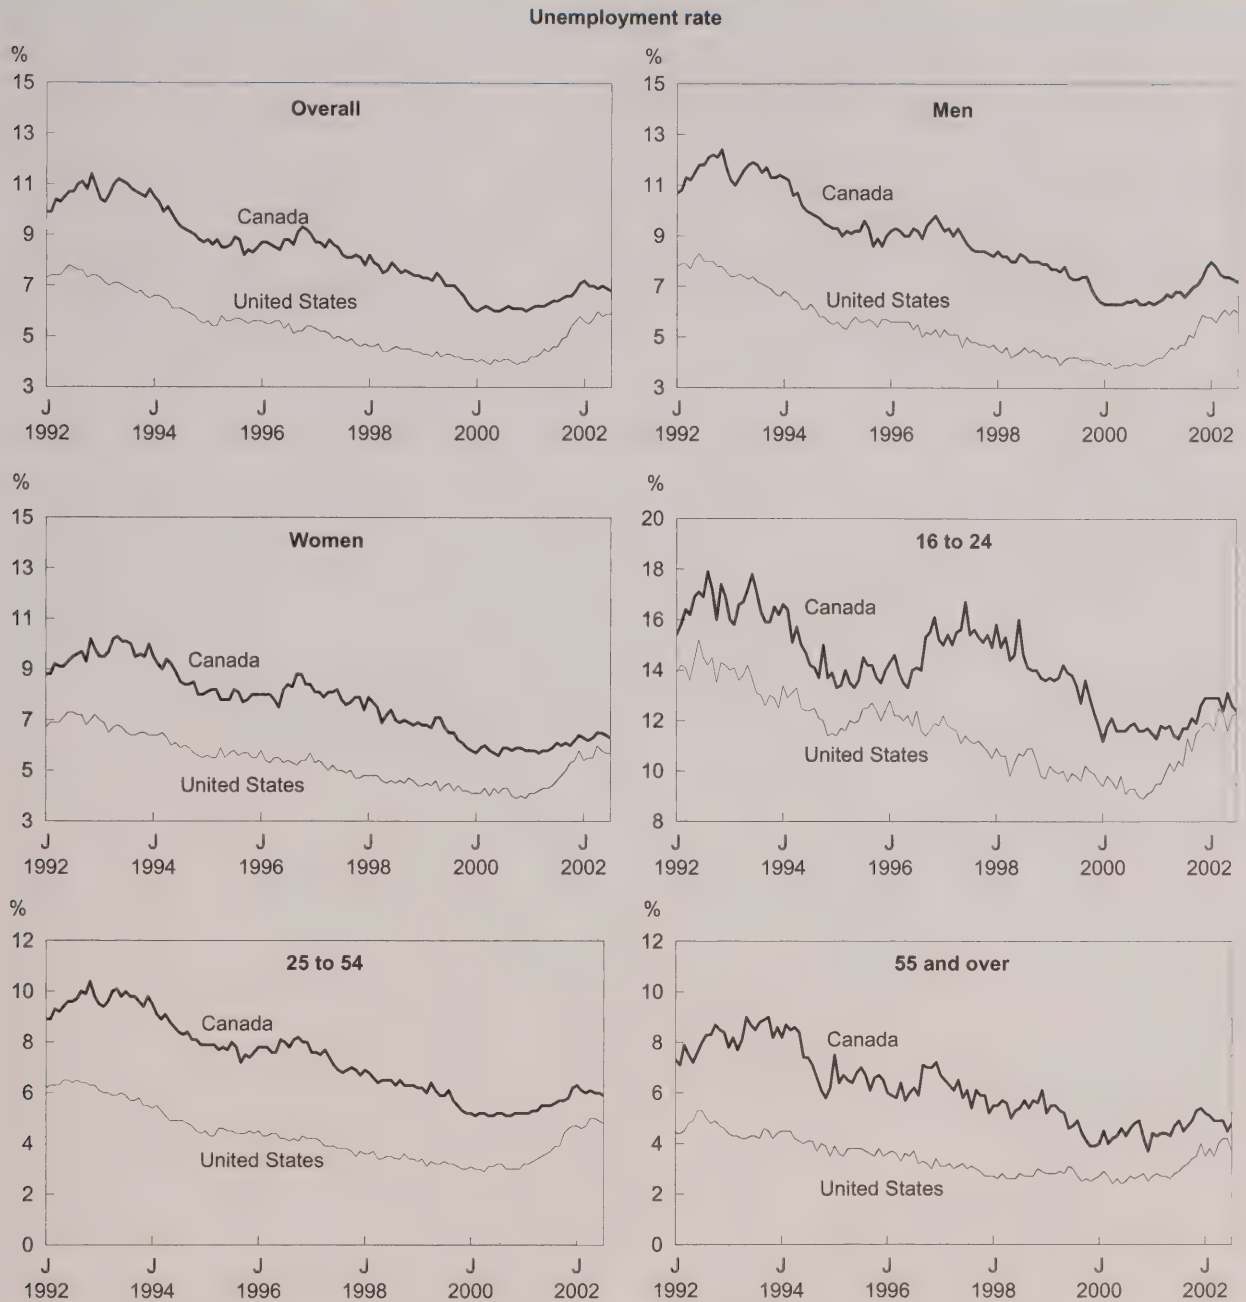 Unemployment rate
%
15
Overall
13
11
Canada
9
7
United States
5
3
J J J J J J
1992 1994 1996 1998 2000 2002
%
15
Men
13
11
Canada
9
7
United States
5
3
J J J J J J
1992 1994 1996 1998 2000 2002
%
15
Women
13
11
9
Canada
7
5
United States
3
J J J J J J
1992 1994 1996 1998 2000 2002
%
20
16 to 24
18
16
Canada
14
12
United States
10
8
J J J J J J
1992 1994 1996 1998 2000 2002
%
12
25 to 54
10
Canada
8
6
4
United States
2
0
J J J J J J
1992 1994 1996 1998 2000 2002
%
12
55 and over
10
Canada
8
6
4
United States
2
0
J J J J J J
1992 1994 1996 1998 2000 2002